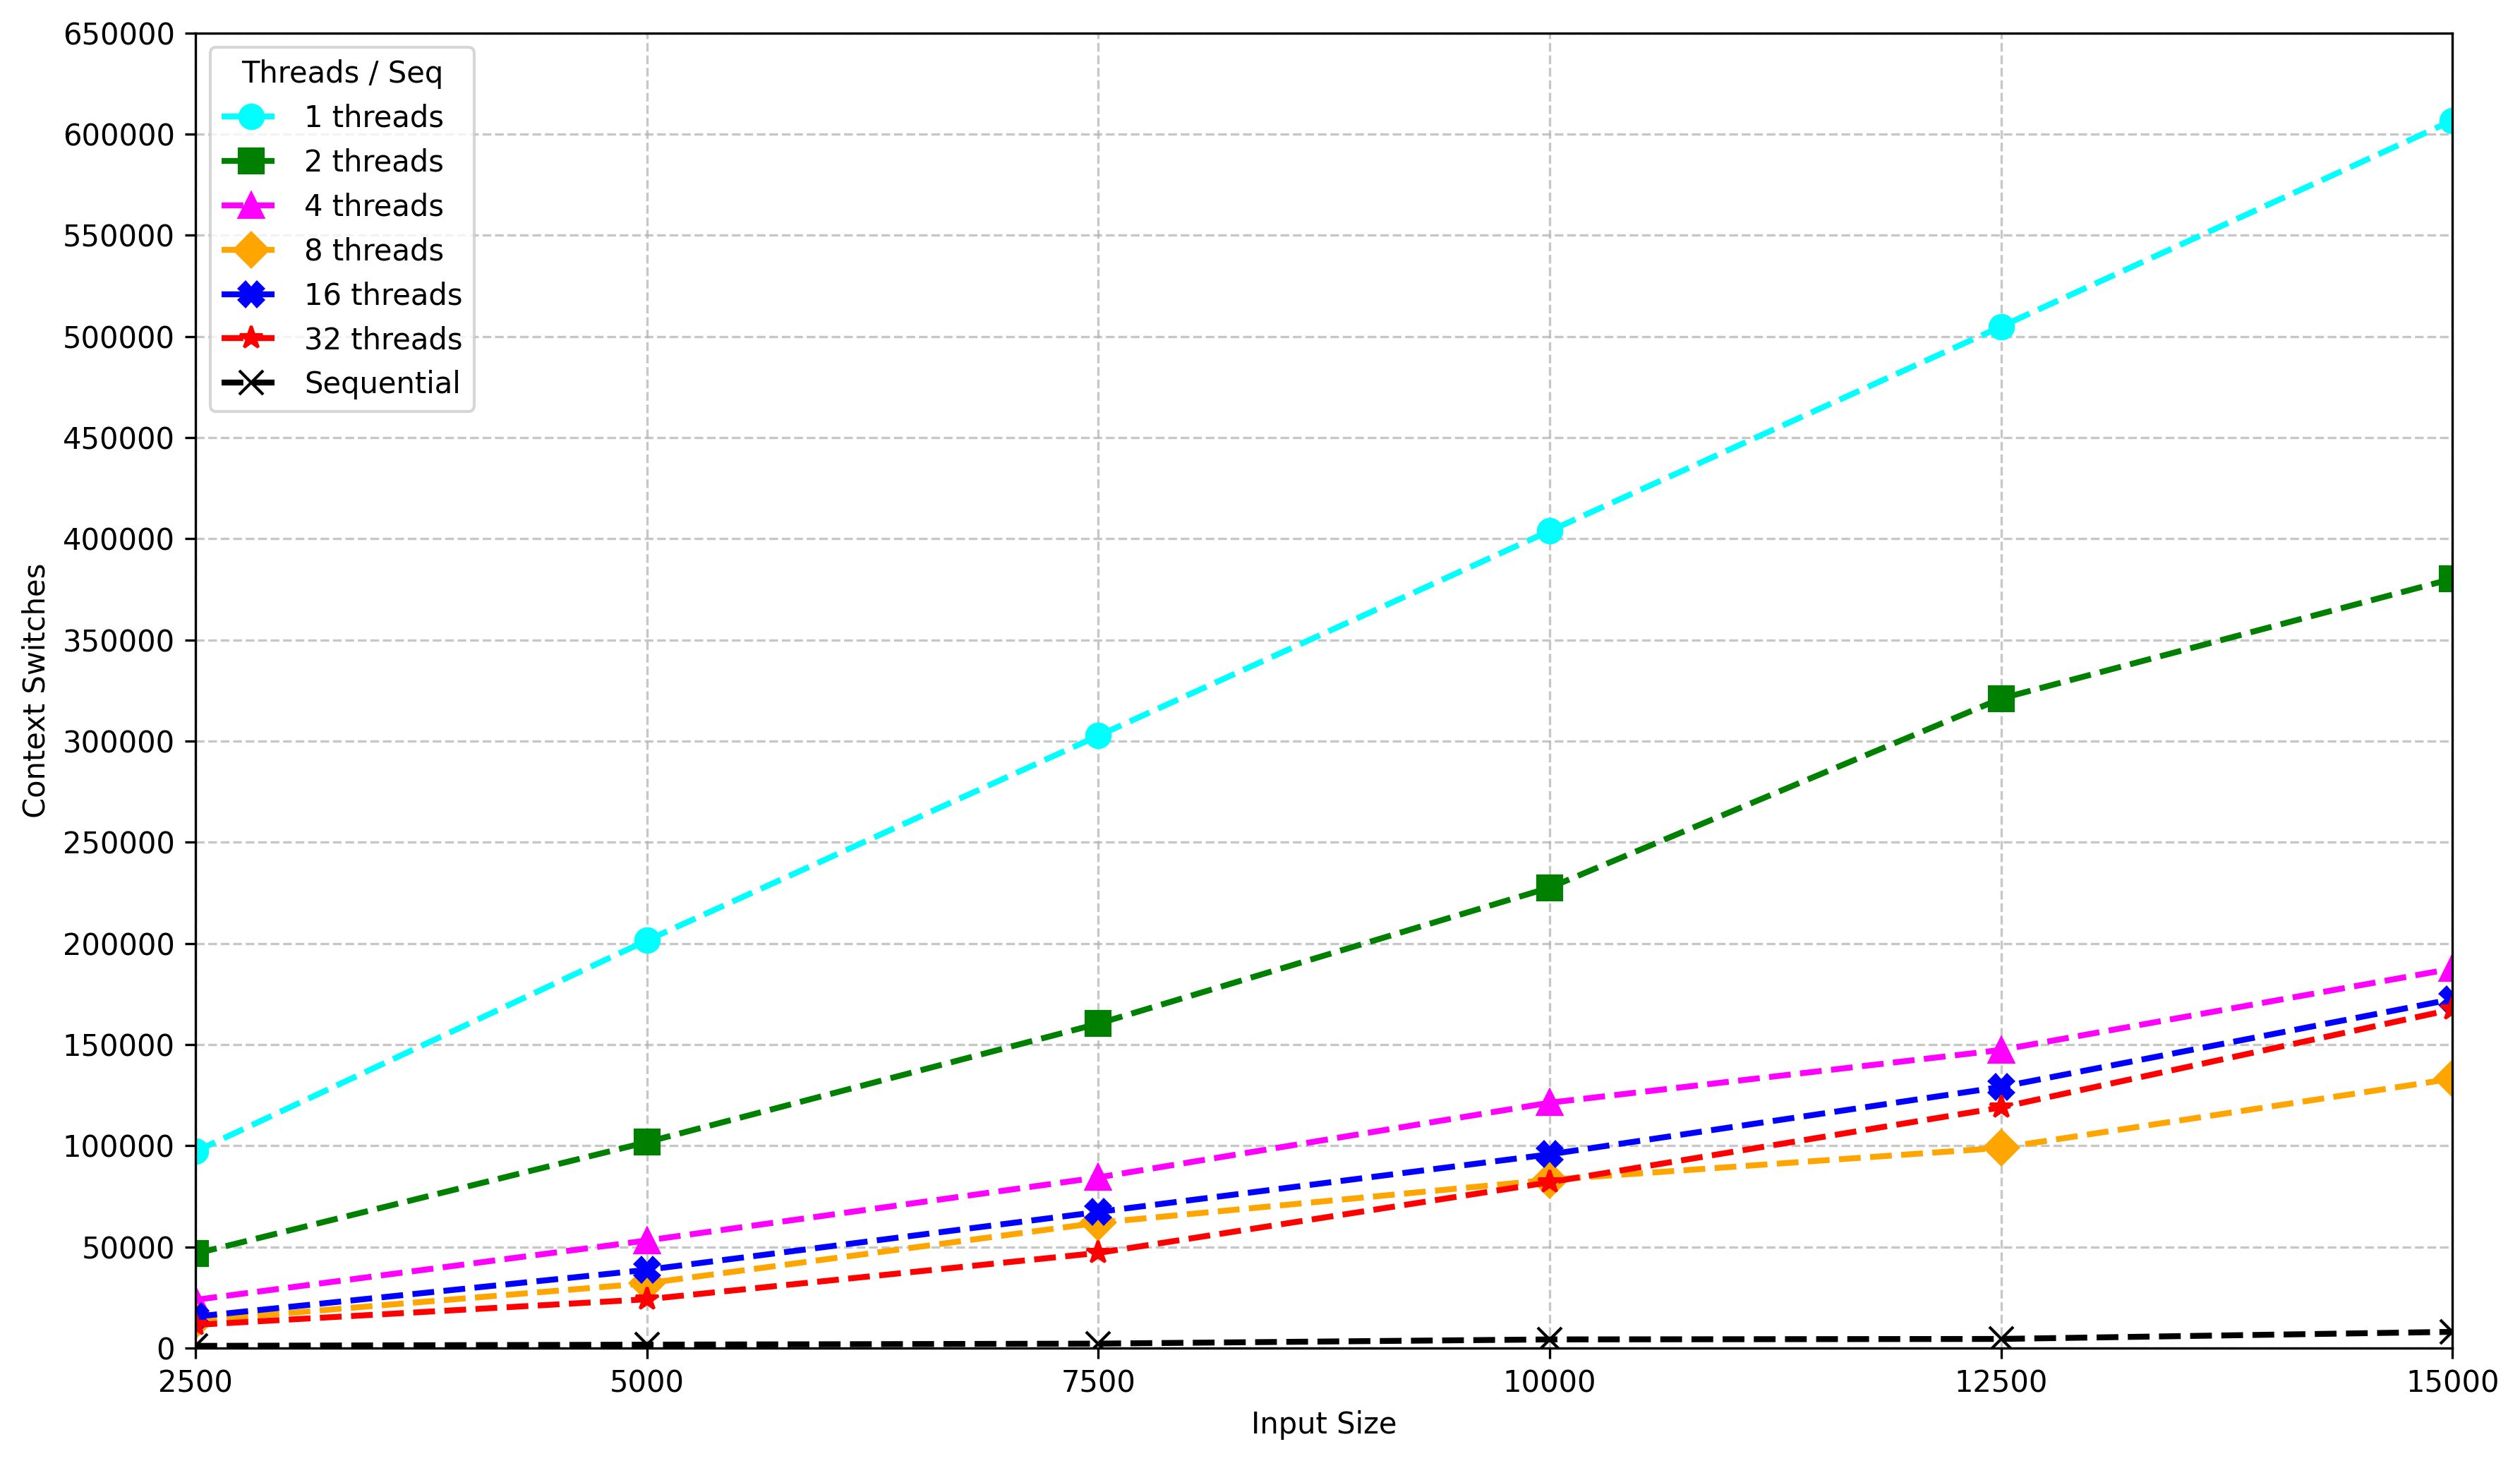 650000
600000
550000
500000
450000
400000
350000
300000
250000
200000
150000
100000
50000
0
Context Switches
Threads / Seq
1 threads
2 threads
4 threads
8 threads
16 threads
32 threads
Sequential
2500 5000 7500 10000 12500 15000
Input Size